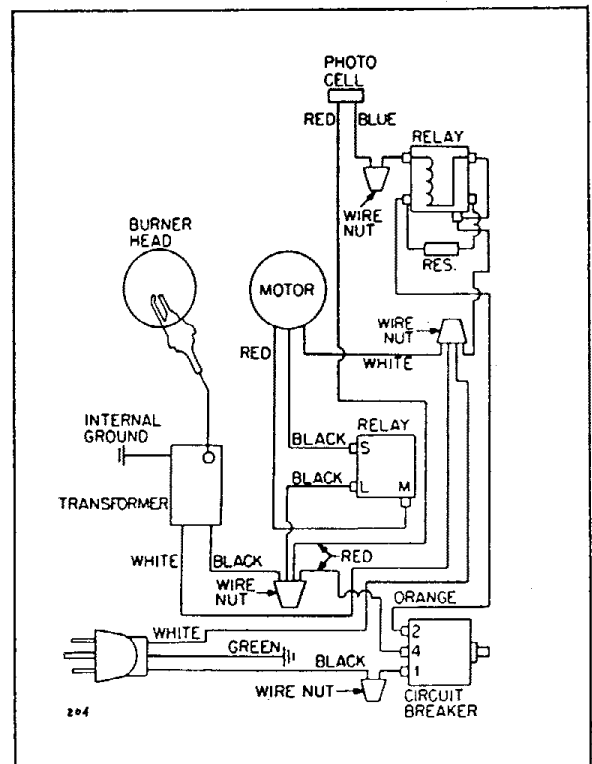 PHOTO
CELL
RED
BLUE
RELAY
WIRE
NUT
RES.
BURNER
HEAD
MOTOR
WIRE
NUT
RED
WHITE
INTERNAL
GROUND
RELAY
BLACK
S
BLACK
L
M
TRANSFORMER
WHITE
BLACK
RED
WIRE
NUT
ORANGE
WHITE
2
GREEN
4
BLACK
1
WIRE NUT
CIRCUIT
BREAKER
204